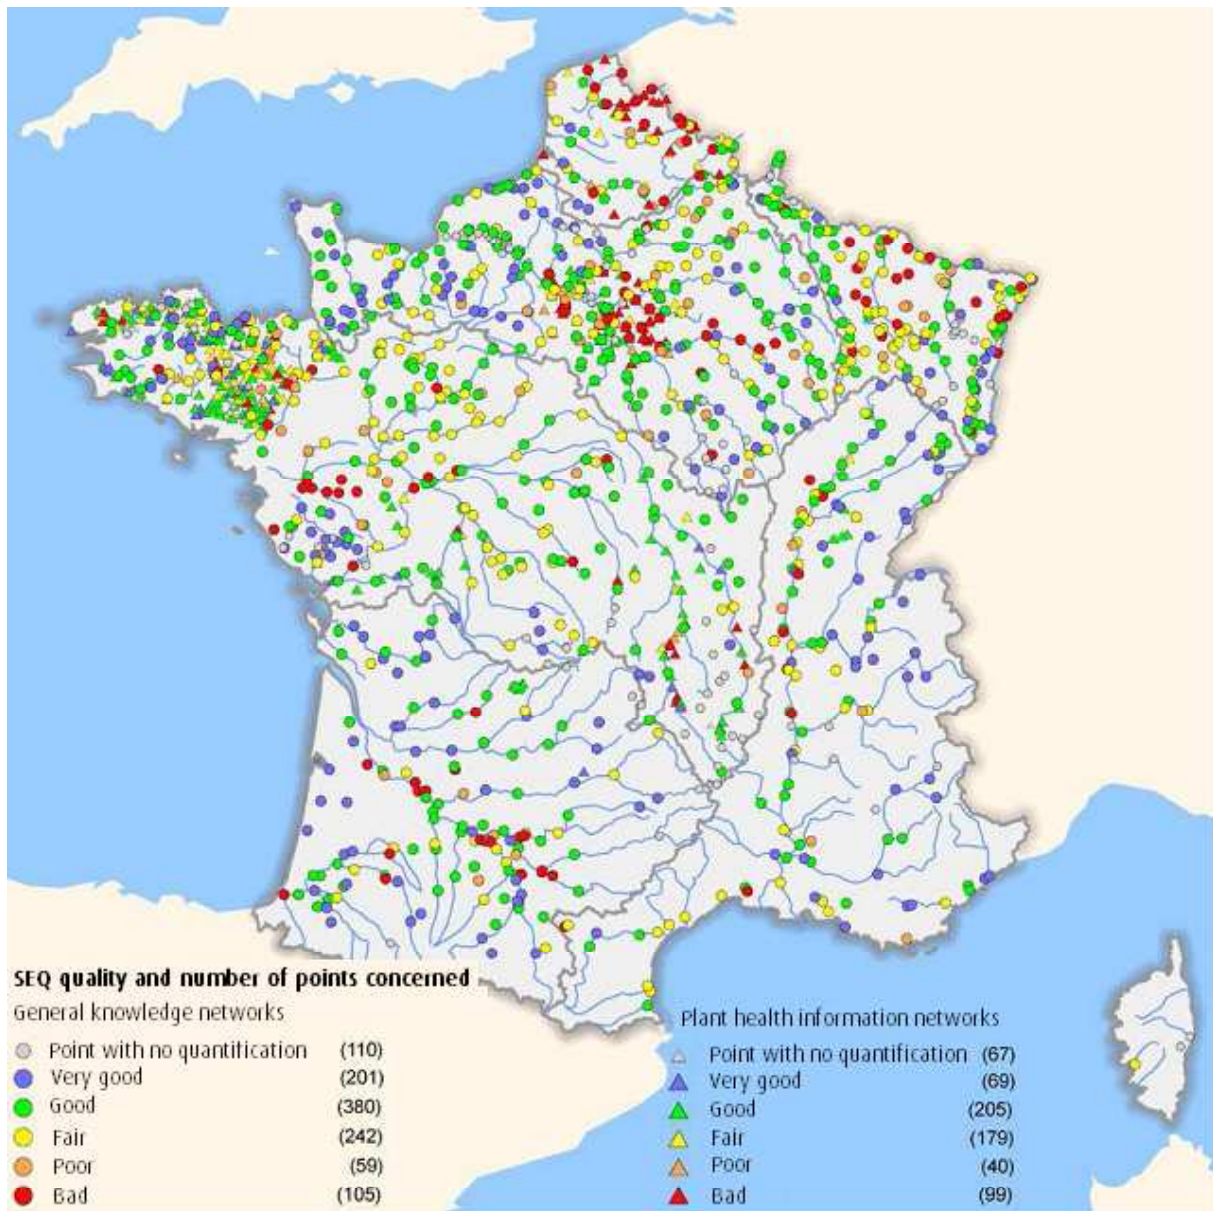 SEQ quality and number of points concerned
General knowledge networks
Point with no quantification (110)
Very good (201)
Good (380)
Fair (242)
Poor (59)
Bad (105)
Plant health information networks
Point with no quantification (67)
Very good (69)
Good (205)
Fair (179)
Poor (40)
Bad (99)